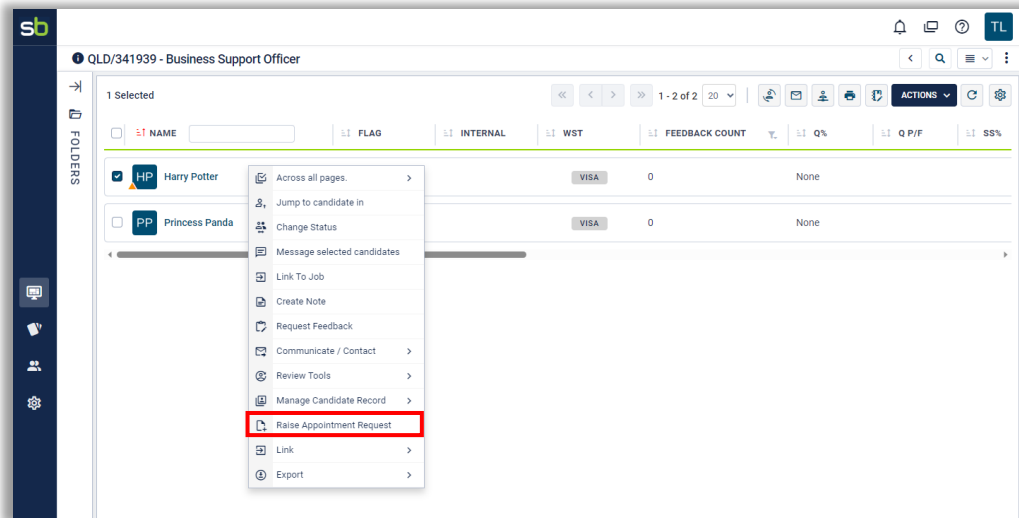 sb
TL
QLD/341939 - Business Support Officer
FOLDERS
1 Selected
1 - 2 of 2 20 ACTIONS
NAME FLAG INTERNAL WST FEEDBACK COUNT Q% Q P/F SS%
HP Harry Potter VISA 0 None
PP Princess Panda VISA 0 None
Across all pages.
Jump to candidate in
Change Status
Message selected candidates
Link To Job
Create Note
Request Feedback
Communicate / Contact
Review Tools
Manage Candidate Record
Raise Appointment Request
Link
Export